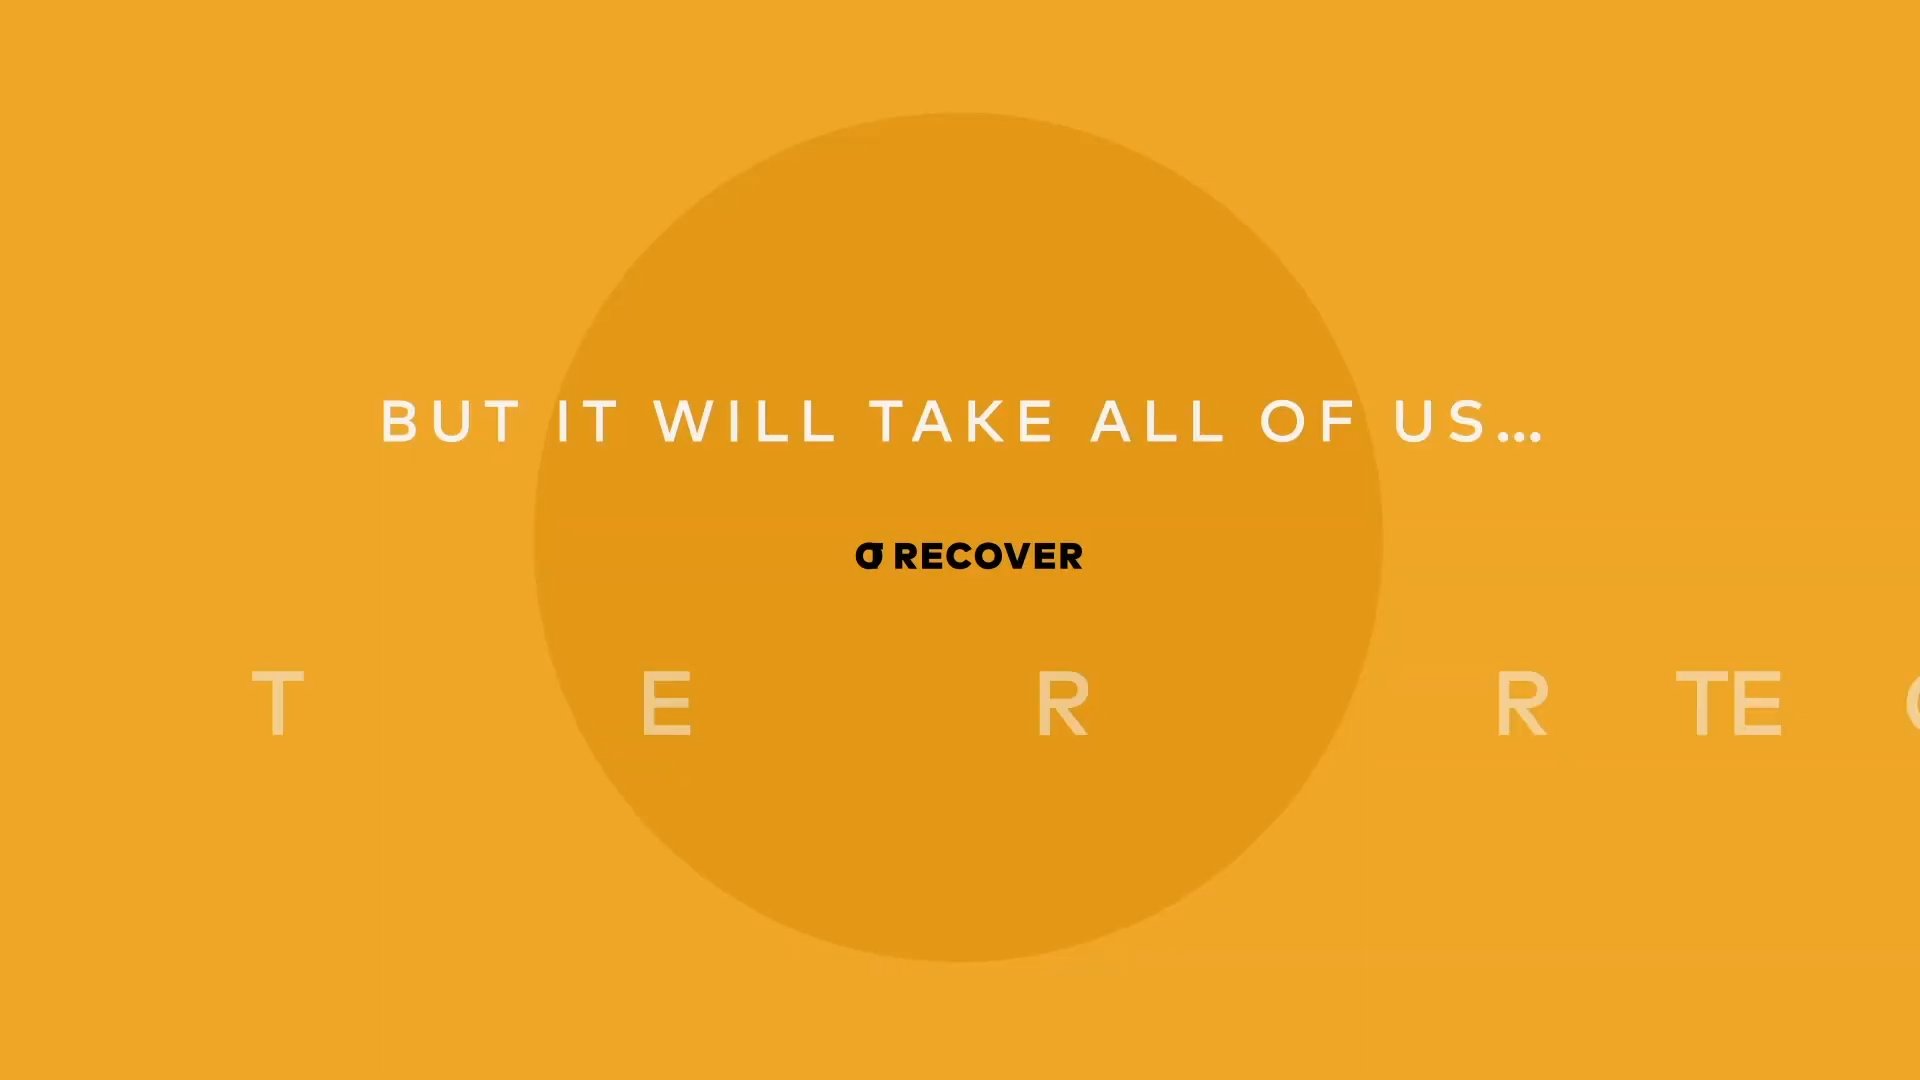 BUT IT WILL TAKE ALL OF US…
RECOVER
T E R R TE